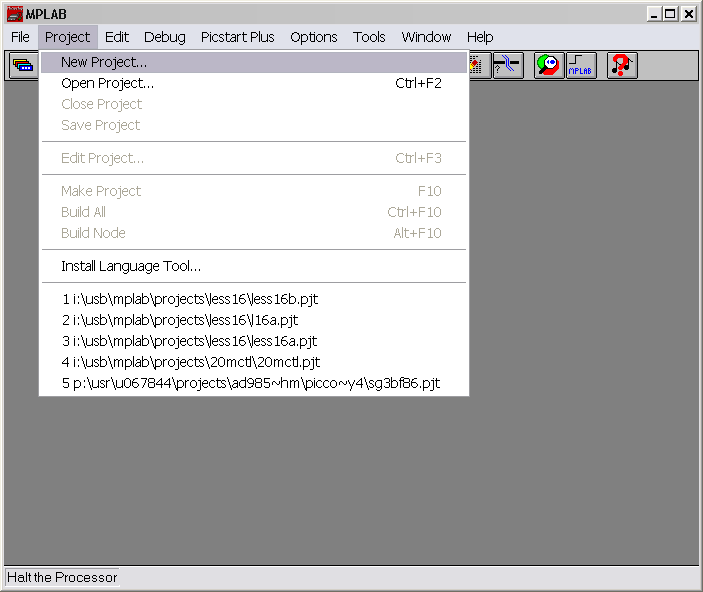 MPLAB
File Project Edit Debug Picstart Plus Options Tools Window Help
New Project...
Open Project... Ctrl+F2
Close Project
Save Project
Edit Project... Ctrl+F3
Make Project F10
Build All Ctrl+F10
Build Node Alt+F10
Install Language Tool...
1 i:\usb\mplab\projects\less16\less16b.pjt
2 i:\usb\mplab\projects\less16\l16a.pjt
3 i:\usb\mplab\projects\less16\less16a.pjt
4 i:\usb\mplab\projects\20mctl\20mctl.pjt
5 p:\usr\u067844\projects\ad985~hm\picco~y4\sg3bf86.pjt
?
MPLAB
?
Halt the Processor